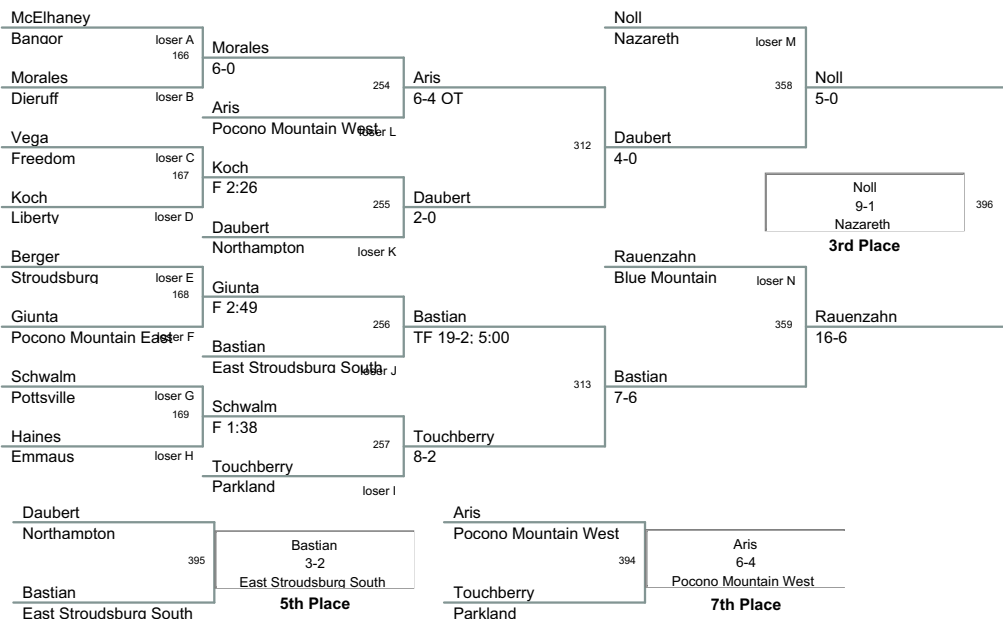 McElhaney
Bangor
loser A
166
Morales
Dieruff
loser B
Vega
Freedom
loser C
167
Koch
Liberty
loser D
Berger
Stroudsburg
loser E
168
Giunta
Pocono Mountain East
loser F
Schwalm
Pottsville
loser G
169
Haines
Emmaus
loser H
Morales
6-0
254
Aris
Pocono Mountain West
loser L
Koch
F 2:26
255
Daubert
Northampton
loser K
Giunta
F 2:49
256
Bastian
East Stroudsburg South
loser J
Schwalm
F 1:38
257
Touchberry
Parkland
loser I
Aris
6-4 OT
312
Daubert
2-0
Bastian
TF 19-2; 5:00
313
Touchberry
8-2
Noll
Nazareth
loser M
358
Daubert
4-0
Rauenzahn
Blue Mountain
loser N
359
Bastian
7-6
Noll
5-0
Noll
9-1
Nazareth
396
3rd Place
Rauenzahn
16-6
Daubert
Northampton
395
Bastian
East Stroudsburg South
Bastian
3-2
East Stroudsburg South
5th Place
Aris
Pocono Mountain West
394
Touchberry
Parkland
Aris
6-4
Pocono Mountain West
7th Place